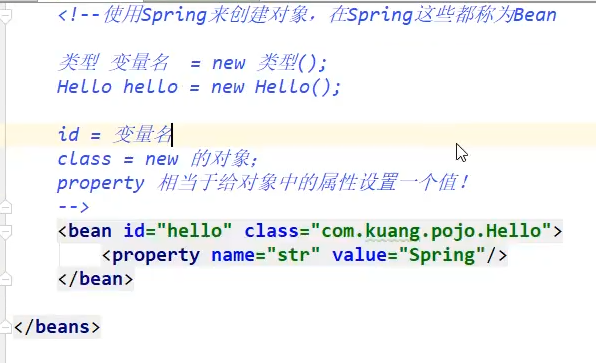 <!--使用Spring来创建对象，在Spring这些都称为Bean
类型 变量名 = new 类型();
Hello hello = new Hello();
id = 变量名
class = new 的对象;
property 相当于给对象中的属性设置一个值！
-->
<bean id="hello" class="com.kuang.pojo.Hello">
<property name="str" value="Spring"/>
</bean>
</beans>